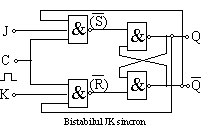 J & (S̅) & Q
C
K & (R̅) & Q̅
Bistabilul JK sincron